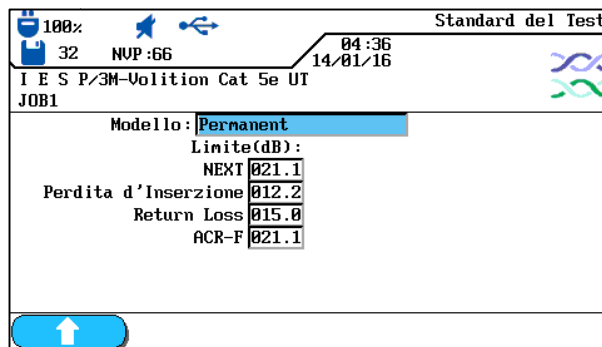 100% Standard del Test
32 NVP:66 04:36
14/01/16
I E S P/3M-Volition Cat 5e UT
JOB1
Modello: Permanent
Limite(dB):
NEXT 021.1
Perdita d'Inserzione 012.2
Return Loss 015.0
ACR-F 021.1